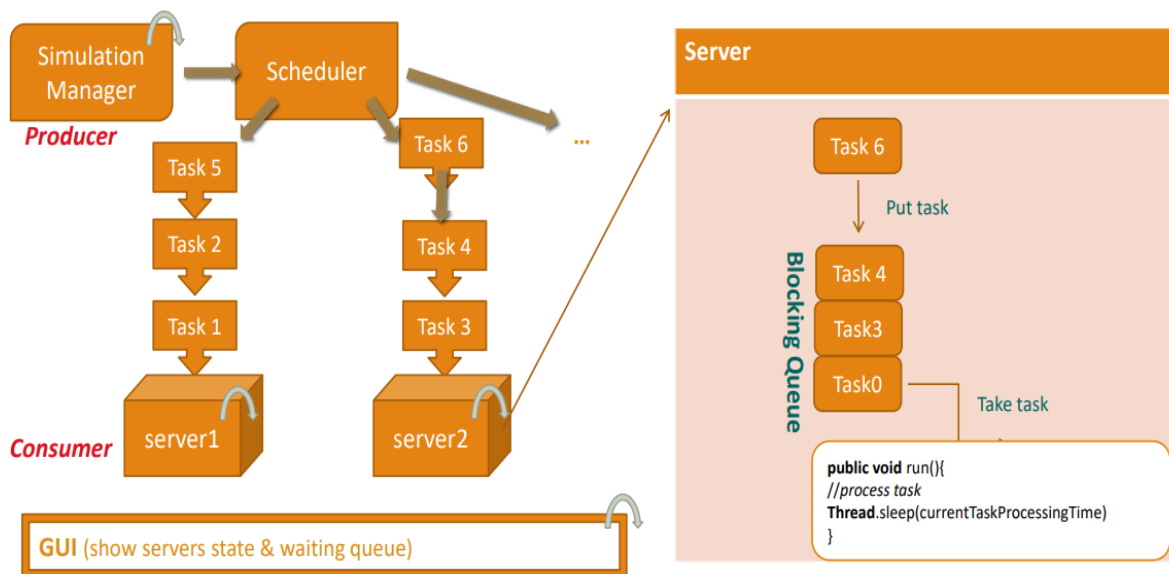 Simulation
Manager
Scheduler
Producer
...
Task 5
Task 6
Task 2
Task 4
Task 1
Task 3
server1
server2
Consumer
GUI (show servers state & waiting queue)
Server
Task 6
Put task
Blocking Queue
Task 4
Task3
Task0
Take task
public void run(){
//process task
Thread.sleep(currentTaskProcessingTime)
}